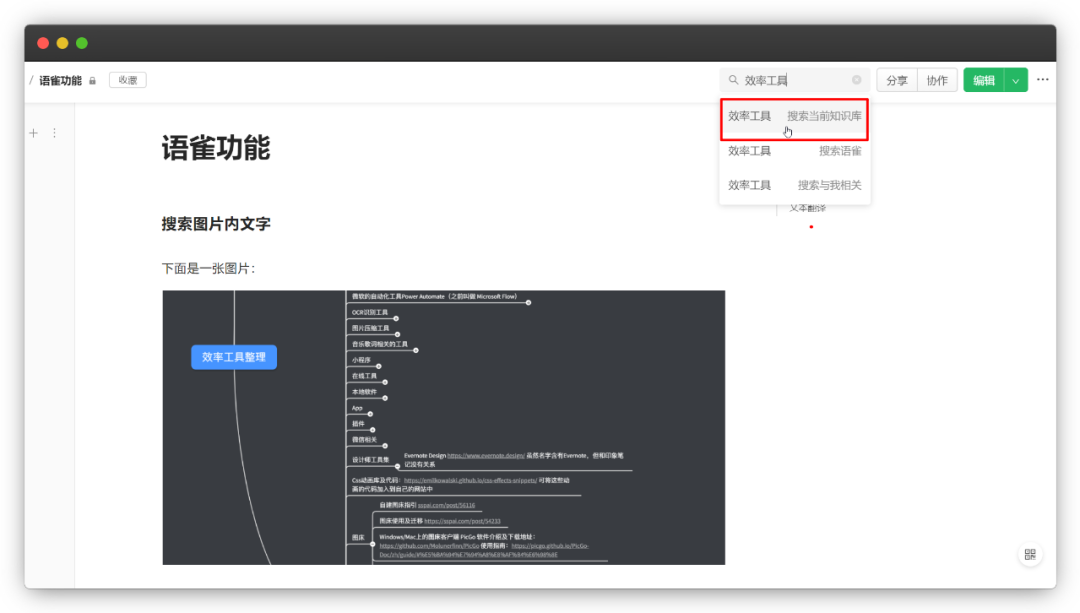 / 语雀功能
收藏
效率工具
分享
协作
编辑
效率工具 搜索当前知识库
效率工具 搜索语雀
效率工具 搜索与我相关
文本翻译
语雀功能
搜索图片内文字
下面是一张图片：
效率工具整理
微软的自动化工具Power Automate（之前叫做 Microsoft Flow）
OCR识别工具
图片压缩工具
音乐歌词相关的工具
小程序
在线工具
本地软件
App
插件
微信相关
设计师工具集
Evernote Design https://www.evernote.design/ 虽然名字含有Evernote，但和印象笔
记没有关系
Css动画库及代码：https://emilkowalski.github.io/css-effects-snippets/ 可将这些动
画的代码加入到自己的网站中
图床
自建图床指引 sspai.com/post/56116
图床使用及迁移 https://sspai.com/post/54233
Windows/Mac上的图床客户端 PicGo 软件介绍及下载地址：
https://github.com/Molunerfinn/PicGo 使用指南：https://picgo.github.io/PicGo-